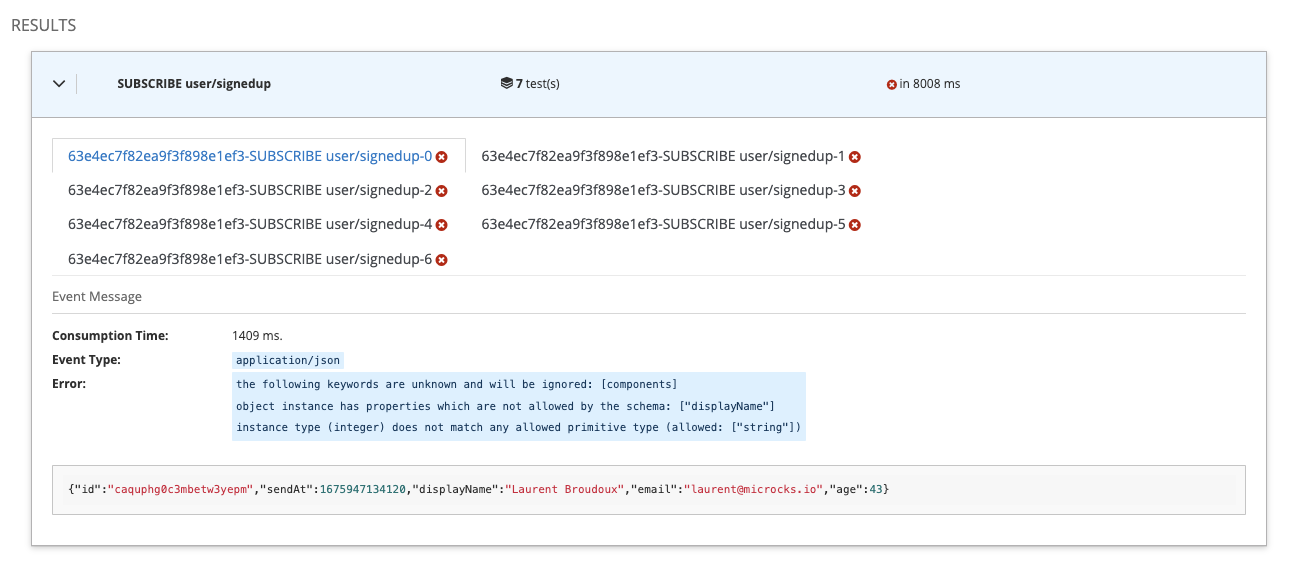 RESULTS
SUBSCRIBE user/signedup 7 test(s) in 8008 ms
63e4ec7f82ea9f3f898e1ef3-SUBSCRIBE user/signedup-0 63e4ec7f82ea9f3f898e1ef3-SUBSCRIBE user/signedup-1
63e4ec7f82ea9f3f898e1ef3-SUBSCRIBE user/signedup-2 63e4ec7f82ea9f3f898e1ef3-SUBSCRIBE user/signedup-3
63e4ec7f82ea9f3f898e1ef3-SUBSCRIBE user/signedup-4 63e4ec7f82ea9f3f898e1ef3-SUBSCRIBE user/signedup-5
63e4ec7f82ea9f3f898e1ef3-SUBSCRIBE user/signedup-6
Event Message
Consumption Time: 1409 ms.
Event Type: application/json
Error: the following keywords are unknown and will be ignored: [components]
object instance has properties which are not allowed by the schema: ["displayName"]
instance type (integer) does not match any allowed primitive type (allowed: ["string"])
{"id":"caquphg0c3mbetw3yepm","sendAt":1675947134120,"displayName":"Laurent Broudoux","email":"laurent@microcks.io","age":43}